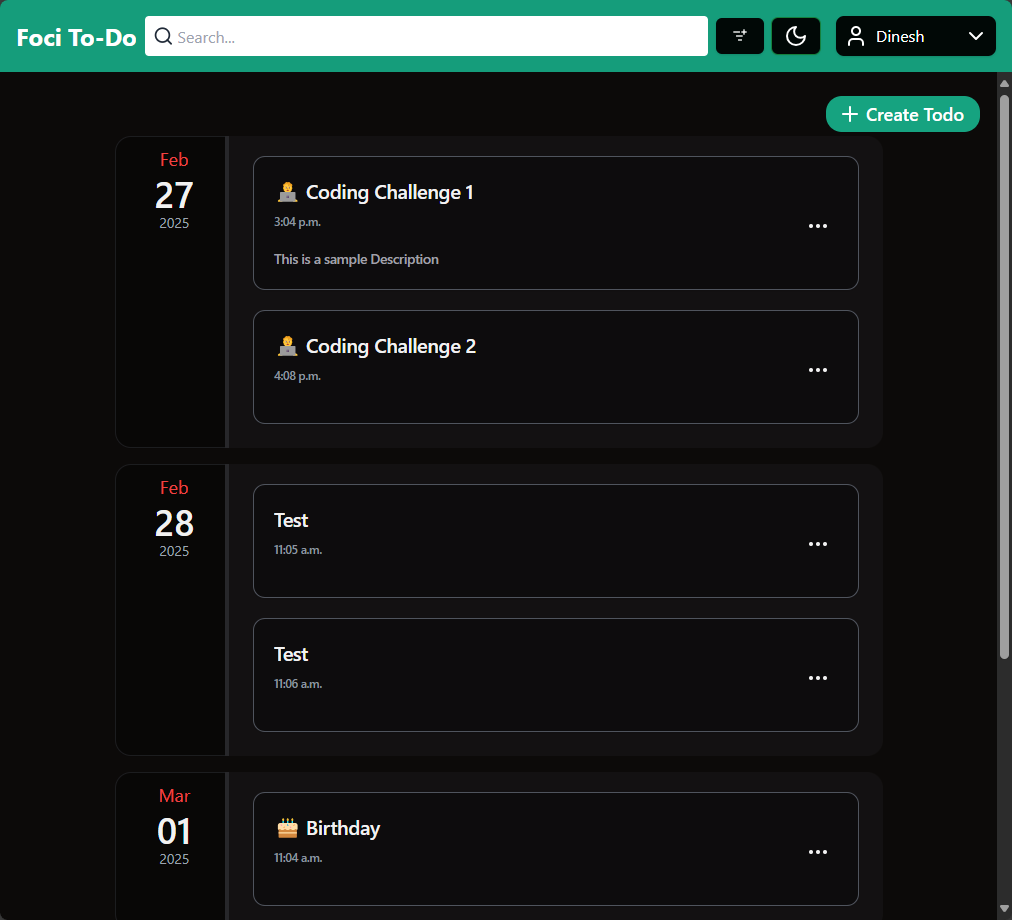 Foci To-Do
Search...
Dinesh
Create Todo
Feb
27
2025
Coding Challenge 1
3:04 p.m.
This is a sample Description
Coding Challenge 2
4:08 p.m.
Feb
28
2025
Test
11:05 a.m.
Test
11:06 a.m.
Mar
01
2025
Birthday
11:04 a.m.